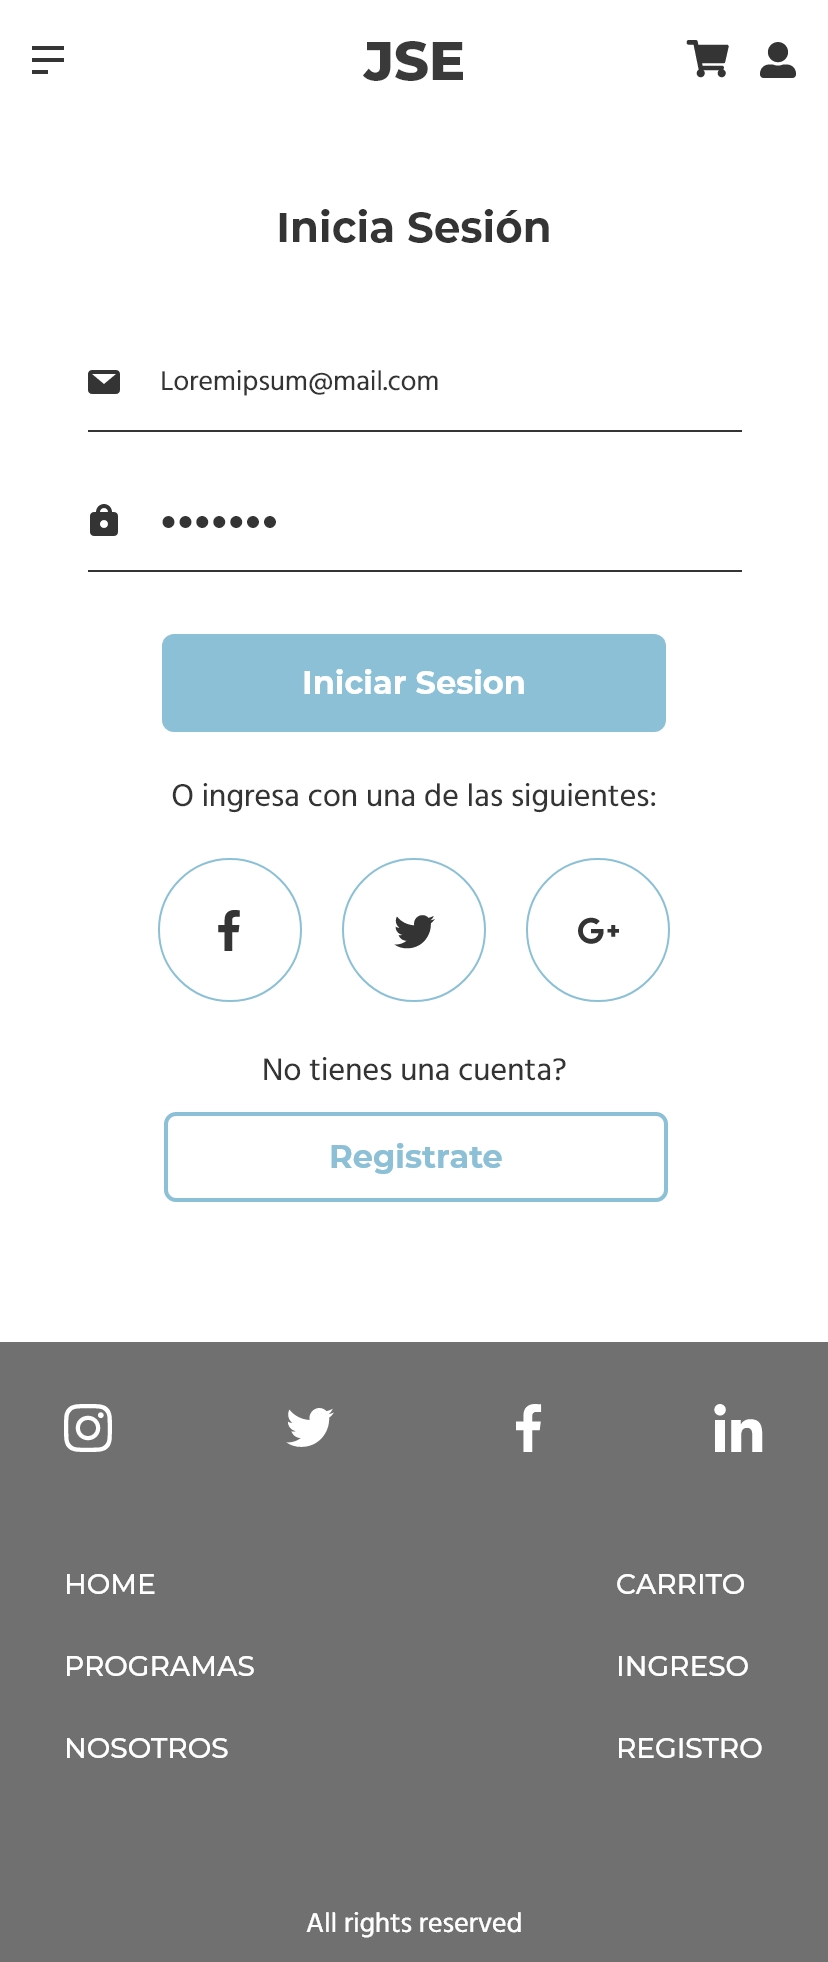 JSE
Inicia Sesión
Loremipsum@mail.com
•••••••
Iniciar Sesion
O ingresa con una de las siguientes:
G+
No tienes una cuenta?
Registrate
in
HOME
CARRITO
PROGRAMAS
INGRESO
NOSOTROS
REGISTRO
All rights reserved